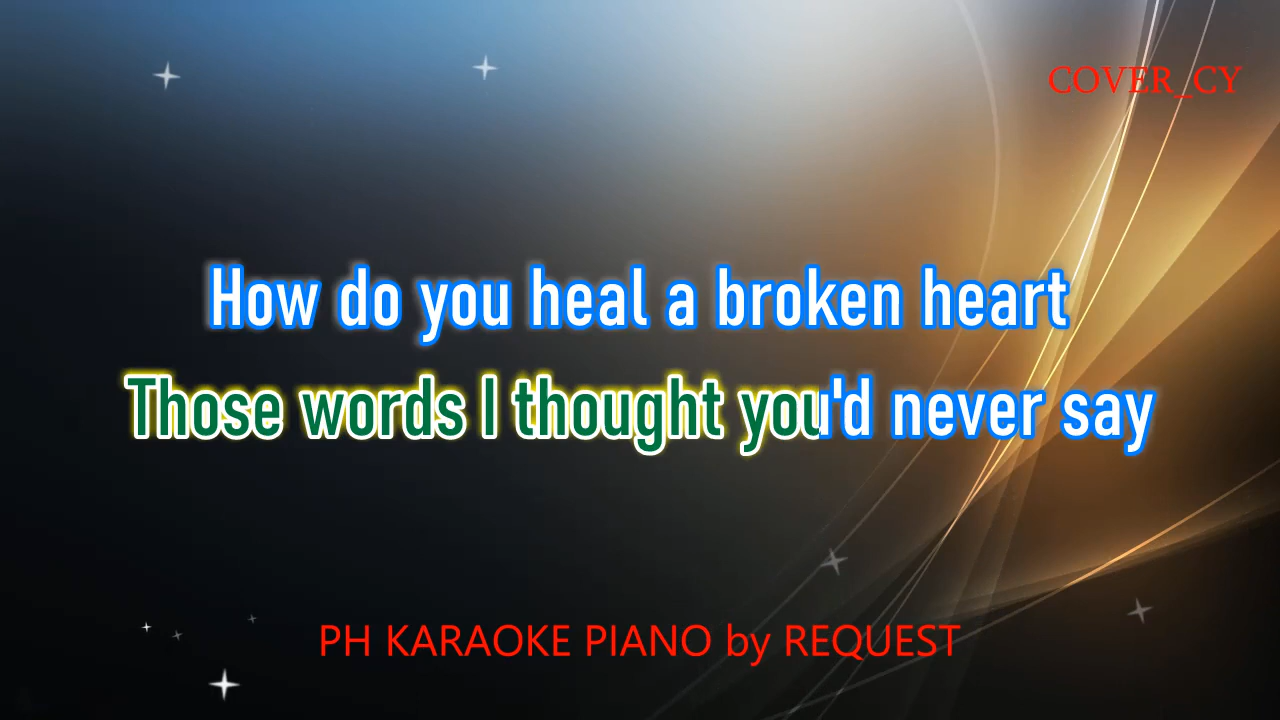 COVER_CY
How do you heal a broken heart
Those words I thought you'd never say
PH KARAOKE PIANO by REQUEST